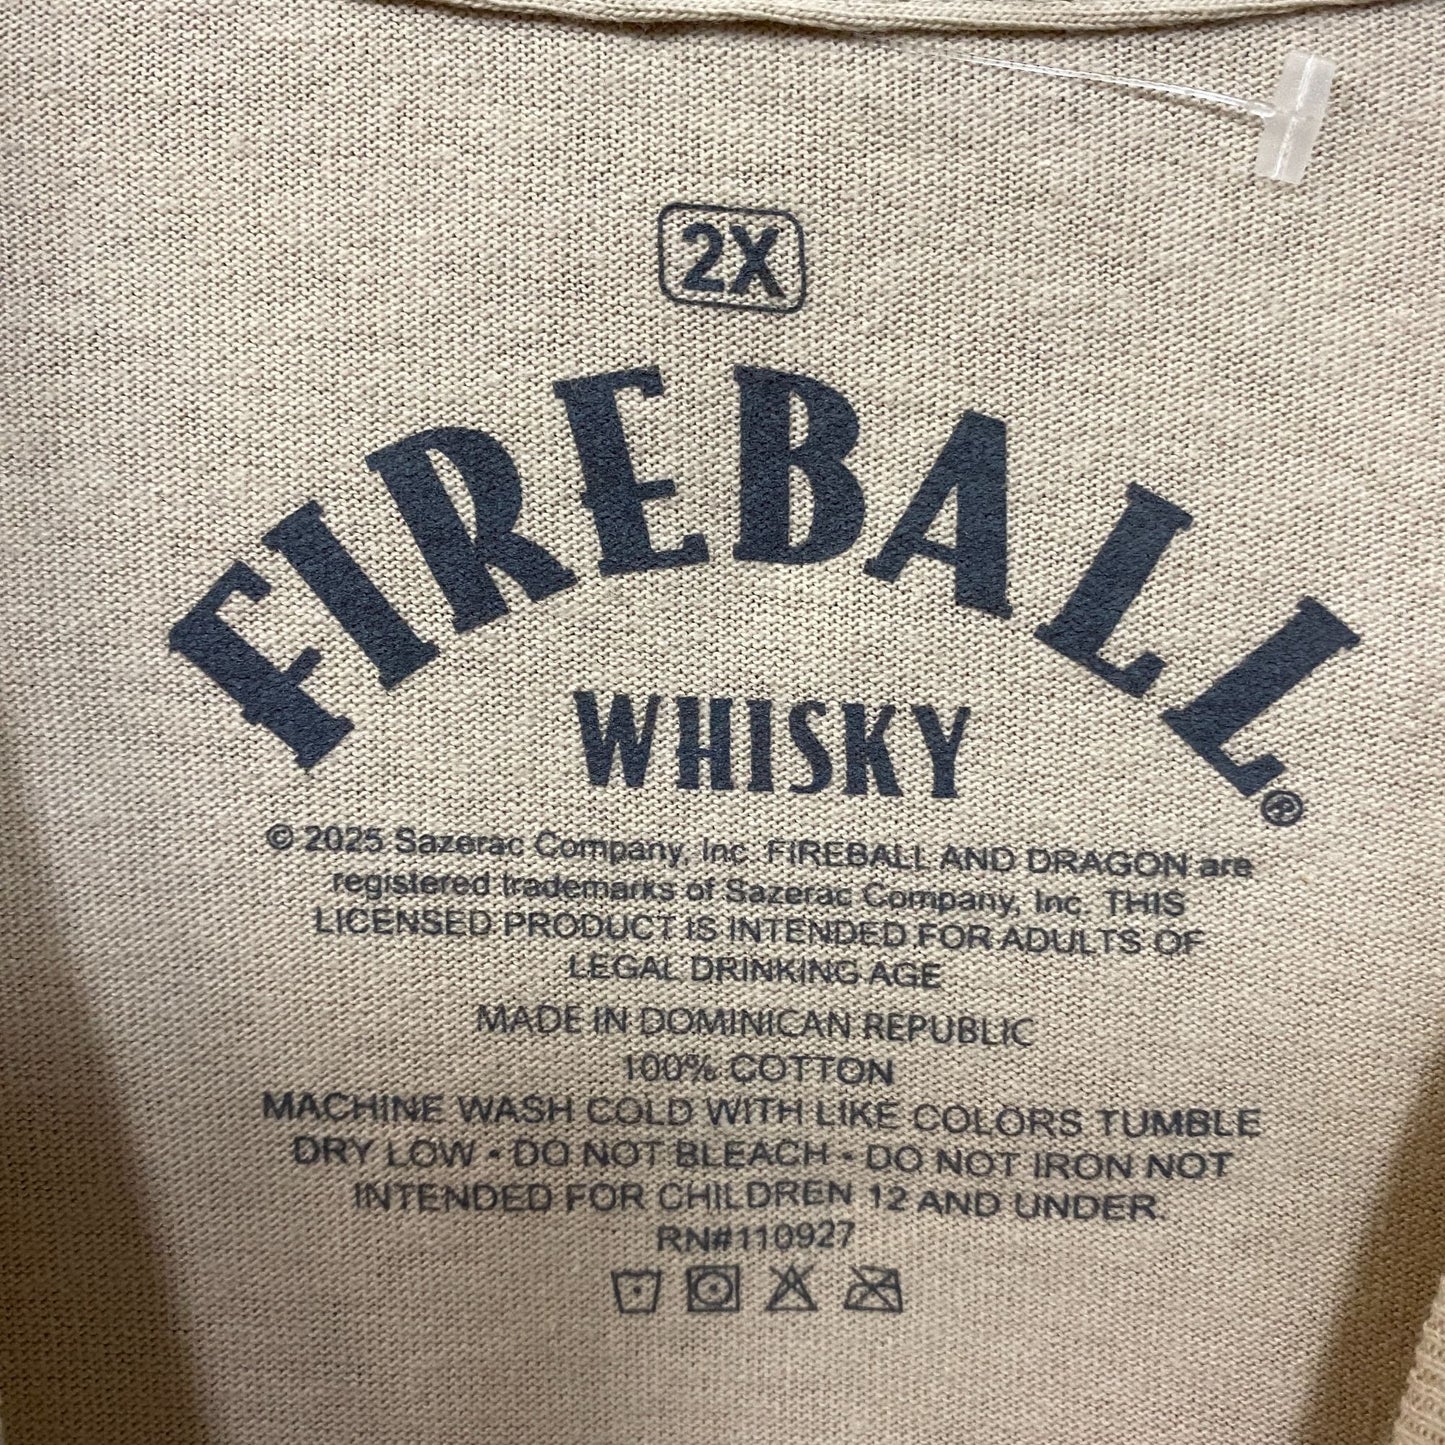 2X
FIREBALL®
WHISKY
© 2025 Sazerac Company, Inc. FIREBALL AND DRAGON are
registered trademarks of Sazerac Company, Inc. THIS
LICENSED PRODUCT IS INTENDED FOR ADULTS OF
LEGAL DRINKING AGE
MADE IN DOMINICAN REPUBLIC
100% COTTON
MACHINE WASH COLD WITH LIKE COLORS TUMBLE
DRY LOW • DO NOT BLEACH • DO NOT IRON NOT
INTENDED FOR CHILDREN 12 AND UNDER.
RN#110927